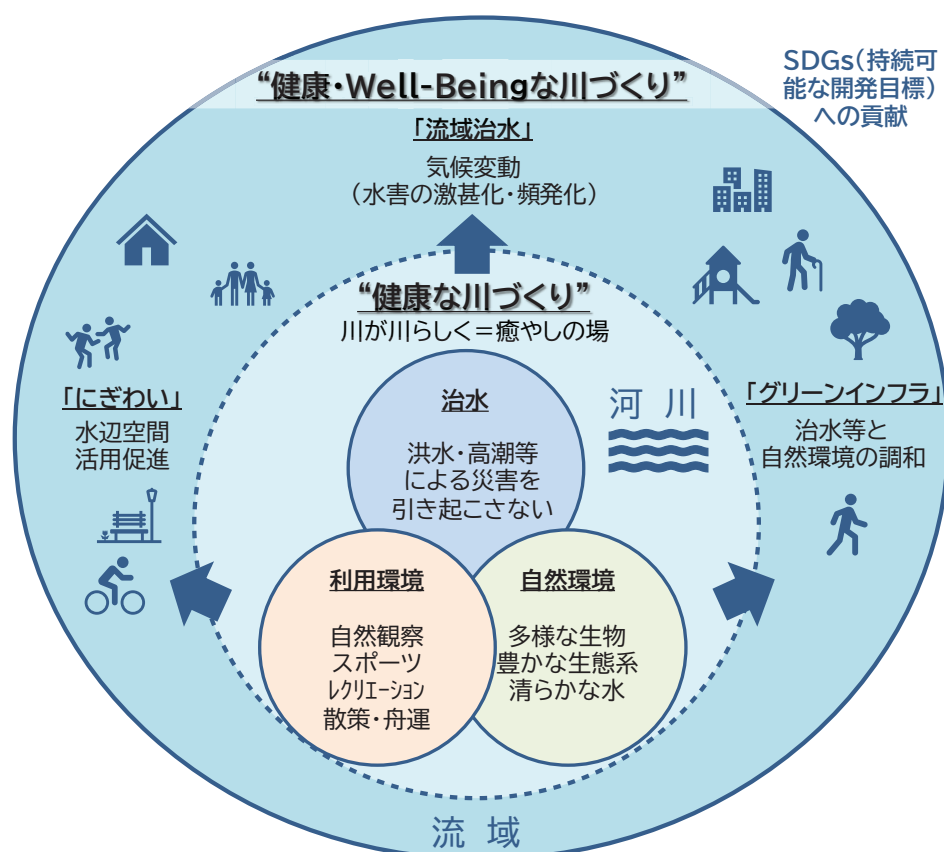 SDGs（持続可
能な開発目標）
への貢献
“健康・Well-Beingな川づくり”
「流域治水」
気候変動
（水害の激甚化・頻発化）
“健康な川づくり”
川が川らしく＝癒やしの場
「にぎわい」
水辺空間
活用促進
治水
洪水・高潮等
による災害を
引き起こさない
河 川
「グリーンインフラ」
治水等と
自然環境の調和
利用環境
自然観察
スポーツ
ﾚｸﾘｴｰｼｮﾝ
散策・舟運
自然環境
多様な生物
豊かな生態系
清らかな水
流 域